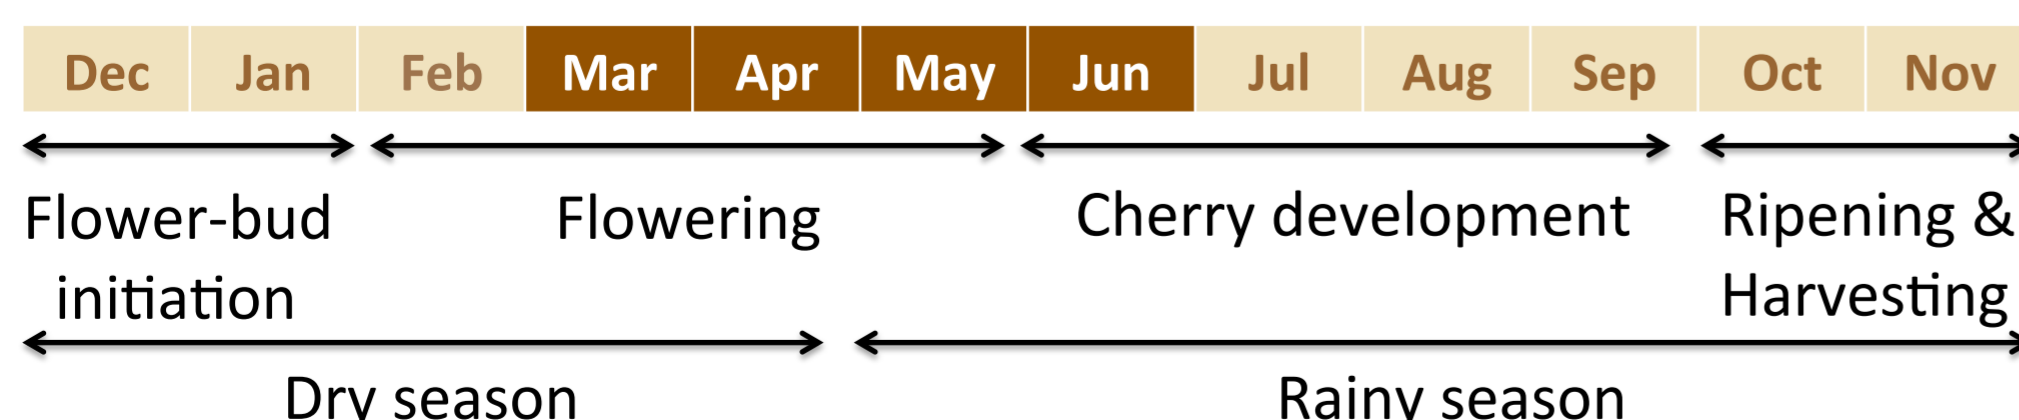 Dec Jan Feb Mar Apr May Jun Jul Aug Sep Oct Nov
Flower-bud
initiation
Flowering
Cherry development
Ripening &
Harvesting
Dry season
Rainy season